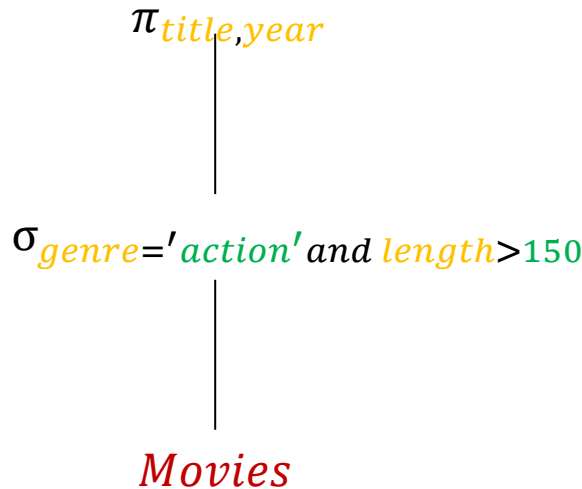 π title,year
σ genre='action' and length>150
Movies